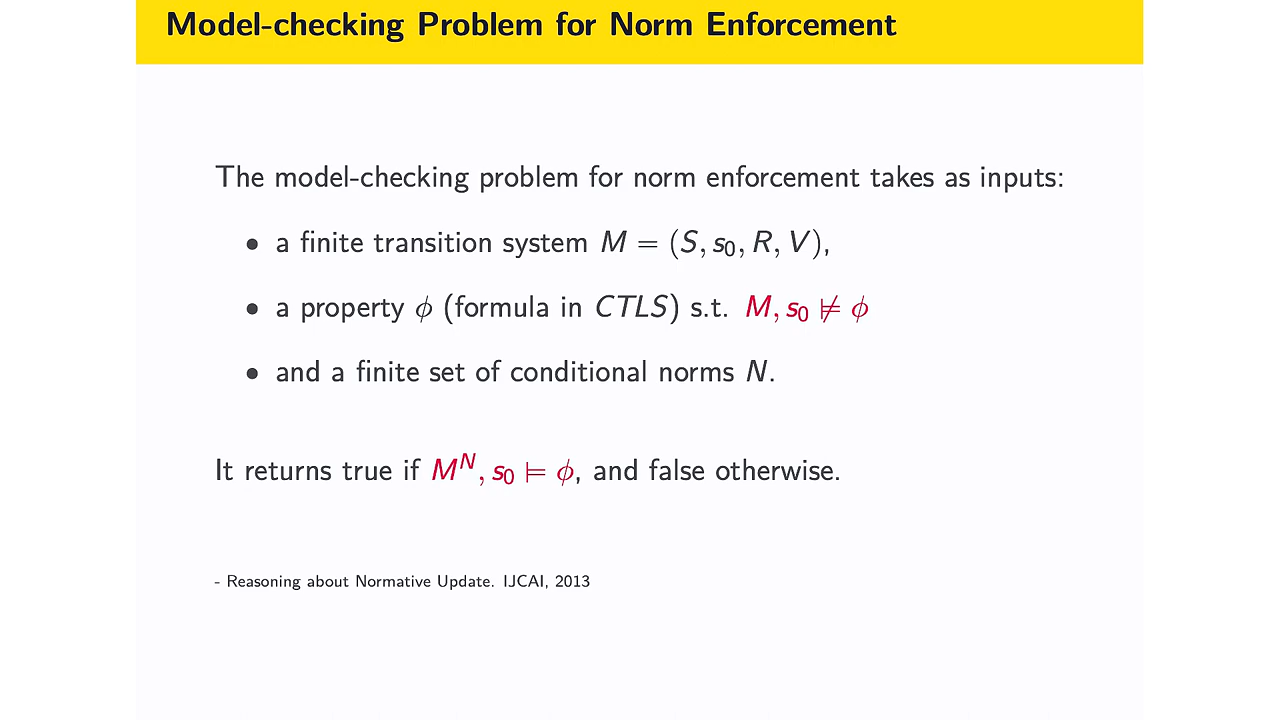 Model-checking Problem for Norm Enforcement
The model-checking problem for norm enforcement takes as inputs:
• a finite transition system M = (S, s₀, R, V),
• a property ϕ (formula in CTLS) s.t. M, s₀ ⊭ ϕ
• and a finite set of conditional norms N.
It returns true if Mᴺ, s₀ ⊨ ϕ, and false otherwise.
- Reasoning about Normative Update. IJCAI, 2013